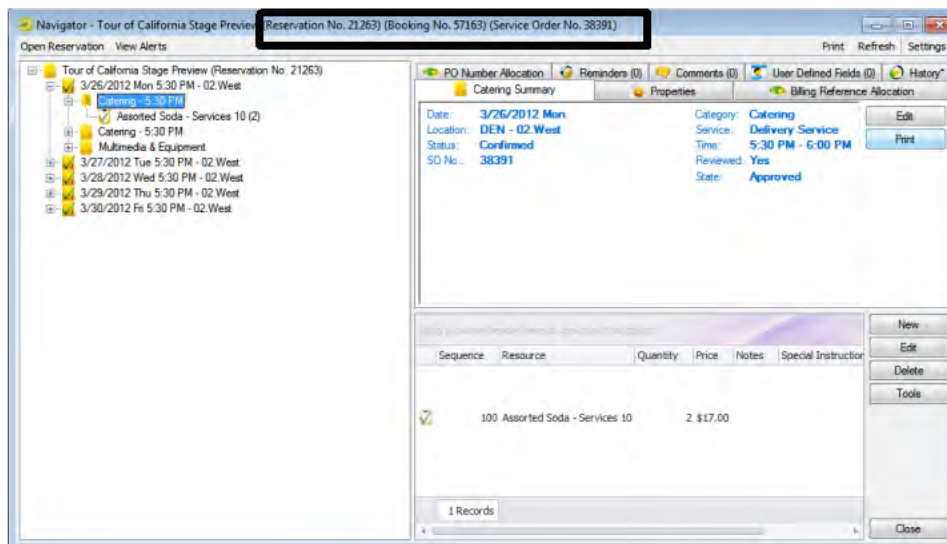 Navigator - Tour of California Stage Preview (Reservation No. 21263) (Booking No. 57163) (Service Order No. 38391)
Open Reservation View Alerts Print Refresh Settings
Tour of California Stage Preview (Reservation No. 21263)
3/26/2012 Mon 5:30 PM - 02.West
Catering - 5:30 PM
Assorted Soda - Services 10 (2)
Catering - 5:30 PM
Multimedia & Equipment
3/27/2012 Tue 5:30 PM - 02.West
3/28/2012 Wed 5:30 PM - 02.West
3/29/2012 Thu 5:30 PM - 02.West
3/30/2012 Fri 5:30 PM - 02.West
PO Number Allocation Reminders (0) Comments (0) User Defined Fields (0) History
Catering Summary Properties Billing Reference Allocation
Date: 3/26/2012 Mon Category: Catering Edit
Location: DEN - 02.West Service: Delivery Service Print
Status: Confirmed Time: 5:30 PM - 6:00 PM
SO No.: 38391 Reviewed: Yes
State: Approved
New
Sequence Resource Quantity Price Notes Special Instruction Edit
Delete
Tools
100 Assorted Soda - Services 10 2 $17.00
1 Records
Close